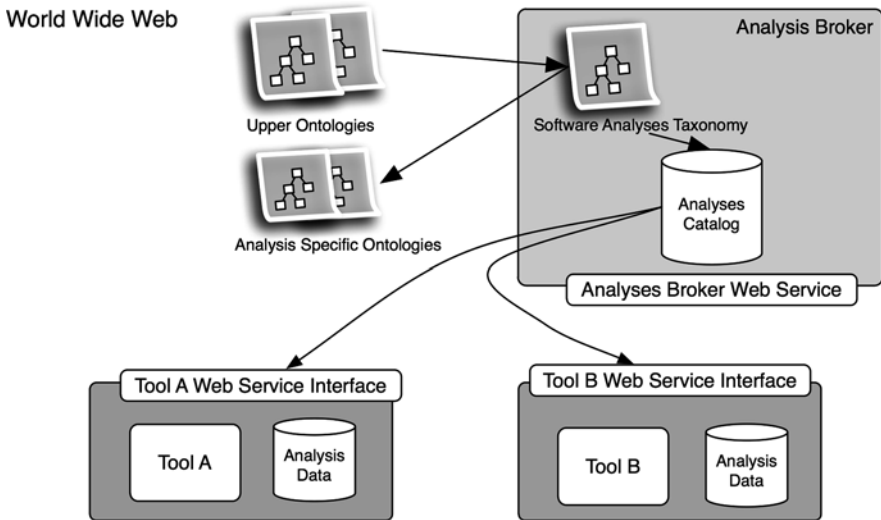 World Wide Web
Analysis Broker
Upper Ontologies
Software Analyses Taxonomy
Analyses
Catalog
Analysis Specific Ontologies
Analyses Broker Web Service
Tool A Web Service Interface
Tool B Web Service Interface
Tool A
Analysis
Data
Tool B
Analysis
Data